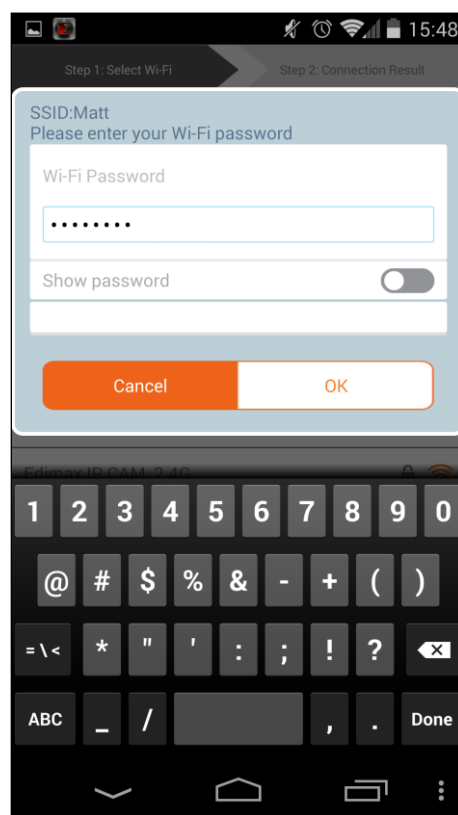 15:48
Step 1: Select Wi-Fi Step 2: Connection Result
SSID:Matt
Please enter your Wi-Fi password
Wi-Fi Password
••••••••
Show password
Cancel OK
Edimax IP CAM 2.4G
1 2 3 4 5 6 7 8 9 0
@ # $ % & - + ( )
= \ < * " ' : ; ! ?
ABC _ / , . Done